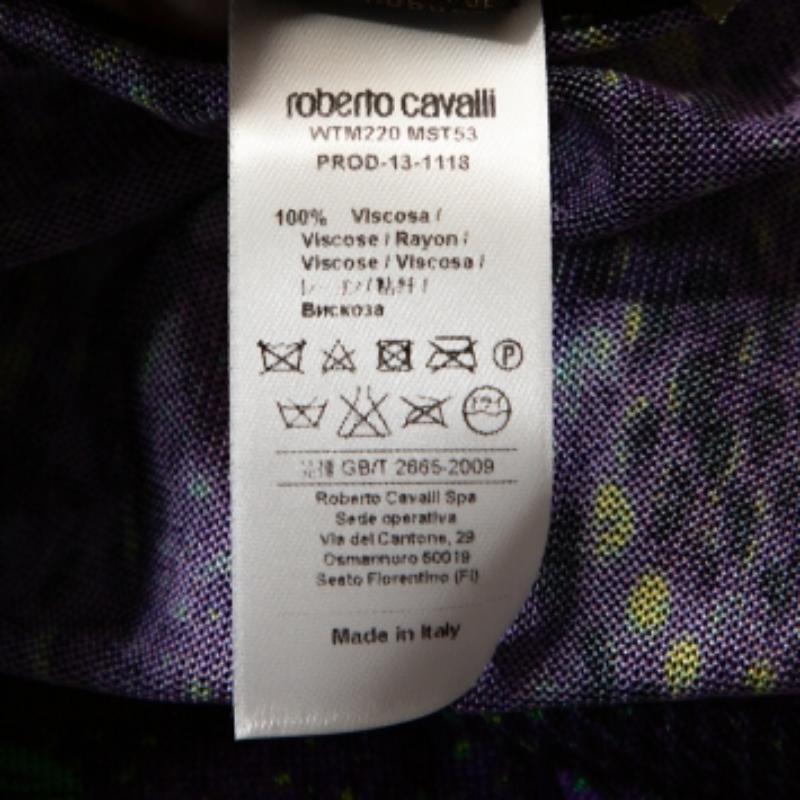 roberto cavalli
WTM220 MST53
PROD-13-1118
100% Viscosa /
Viscose / Rayon /
Viscose / Viscosa /
Вискоза
P
GB/T 2665-2009
Roberto Cavalli Spa
Sede operativa
Via del Cantone, 29
Osmannoro 50019
Sesto Fiorentino (FI)
Made in Italy